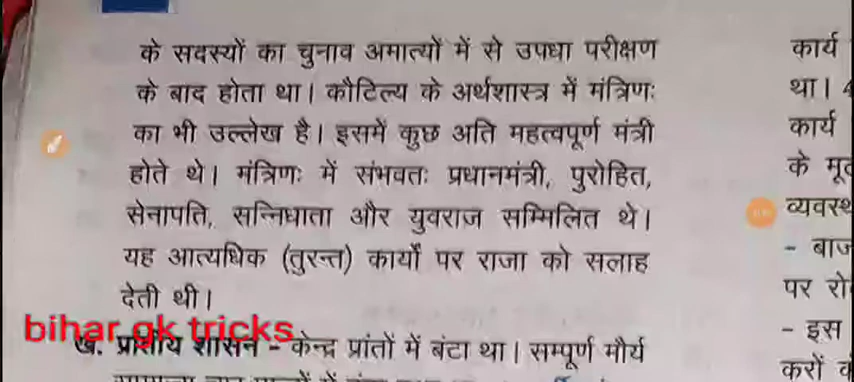 के सदस्यों का चुनाव अमात्यों में से उपधा परीक्षण
के बाद होता था। कौटिल्य के अर्थशास्त्र में मंत्रिणः
का भी उल्लेख है। इसमें कुछ अति महत्वपूर्ण मंत्री
होते थे। मंत्रिणः में संभवतः प्रधानमंत्री, पुरोहित,
सेनापति, सन्निधाता और युवराज सम्मिलित थे।
यह आत्यधिक (तुरन्त) कार्यों पर राजा को सलाह
देती थी।
bihar gk tricks
ख. प्रांतीय शासन - केन्द्र प्रांतों में बंटा था। सम्पूर्ण मौर्य
कार्य
था।
कार्य
के
- 
पर
- इस
करों